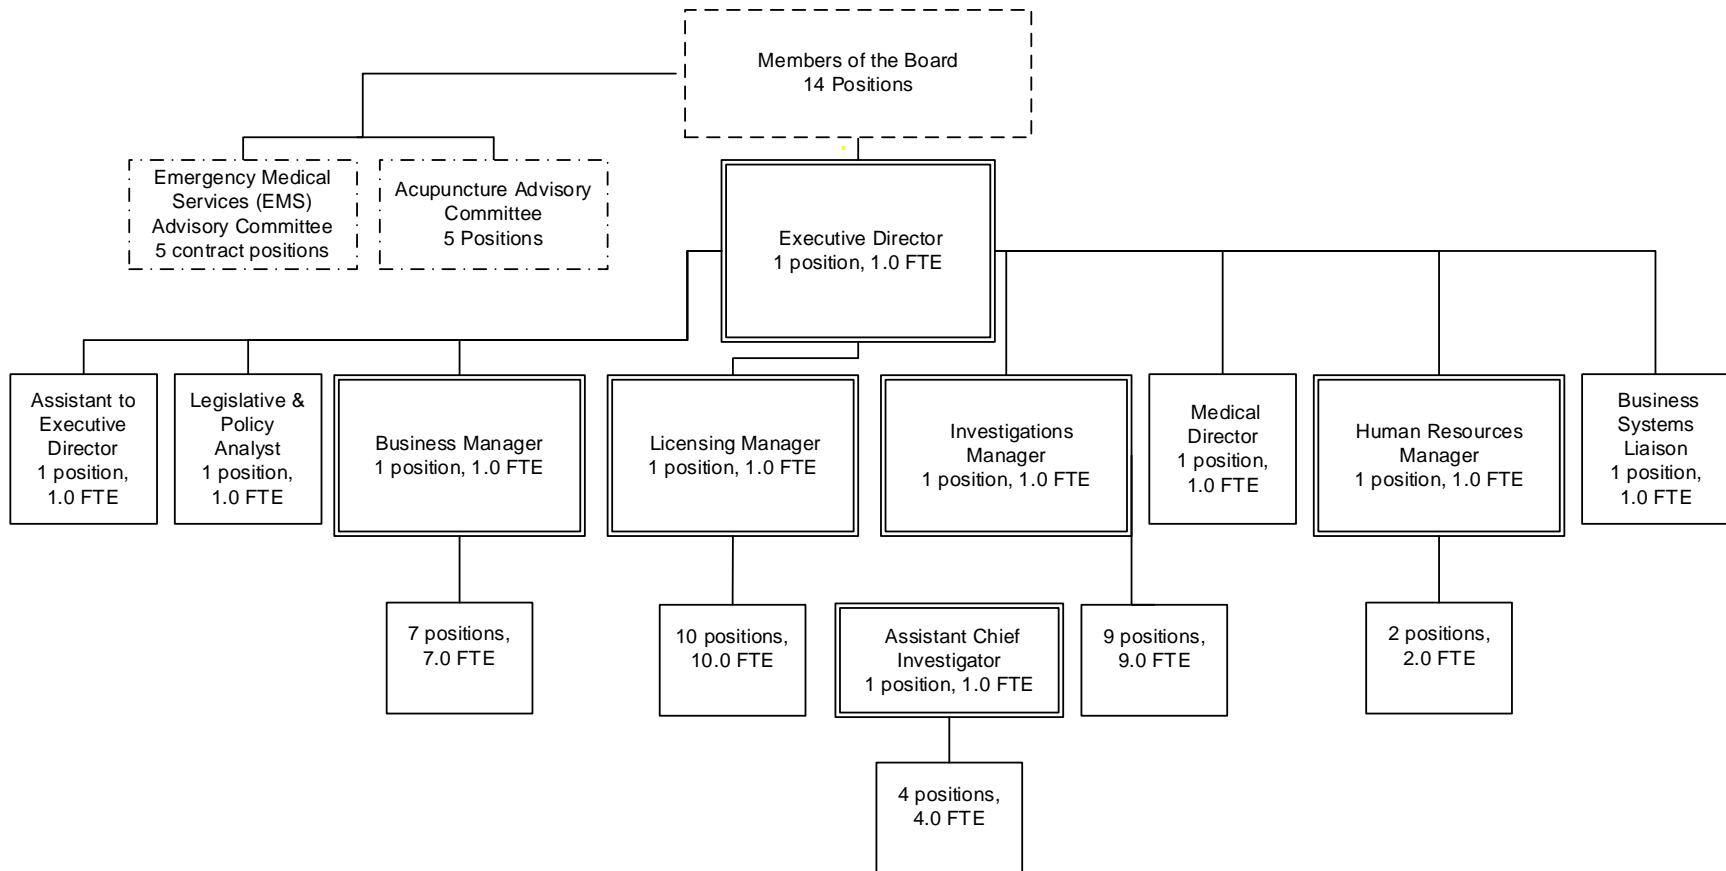 Members of the Board
14 Positions
Emergency Medical
Services (EMS)
Advisory Committee
5 contract positions
Acupuncture Advisory
Committee
5 Positions
Executive Director
1 position, 1.0 FTE
Assistant to
Executive
Director
1 position,
1.0 FTE
Legislative &
Policy
Analyst
1 position,
1.0 FTE
Business Manager
1 position, 1.0 FTE
Licensing Manager
1 position, 1.0 FTE
Investigations
Manager
1 position, 1.0 FTE
Medical
Director
1 position,
1.0 FTE
Human Resources
Manager
1 position, 1.0 FTE
Business
Systems
Liaison
1 position,
1.0 FTE
7 positions,
7.0 FTE
10 positions,
10.0 FTE
Assistant Chief
Investigator
1 position, 1.0 FTE
9 positions,
9.0 FTE
2 positions,
2.0 FTE
4 positions,
4.0 FTE